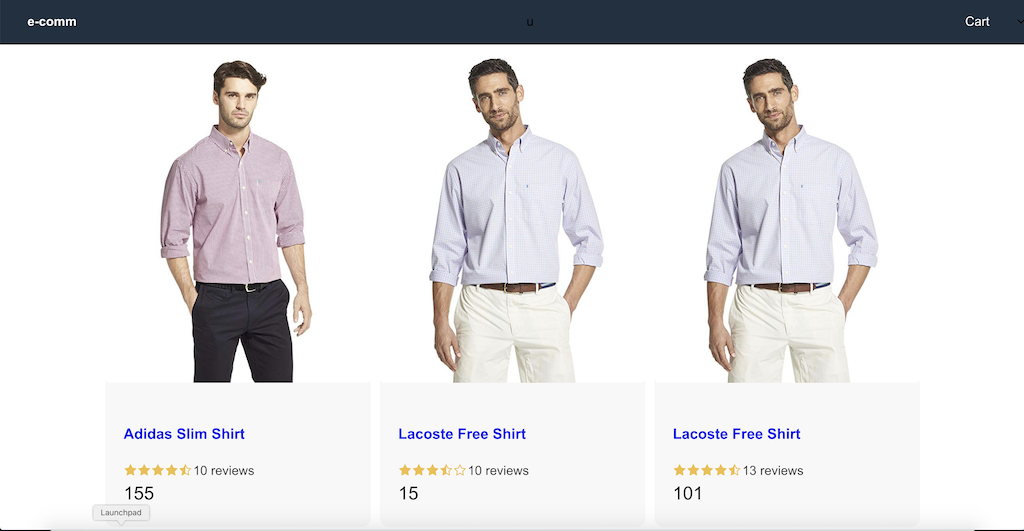 e-comm
u
Cart
Adidas Slim Shirt
10 reviews
155
Lacoste Free Shirt
10 reviews
15
Lacoste Free Shirt
13 reviews
101
Launchpad